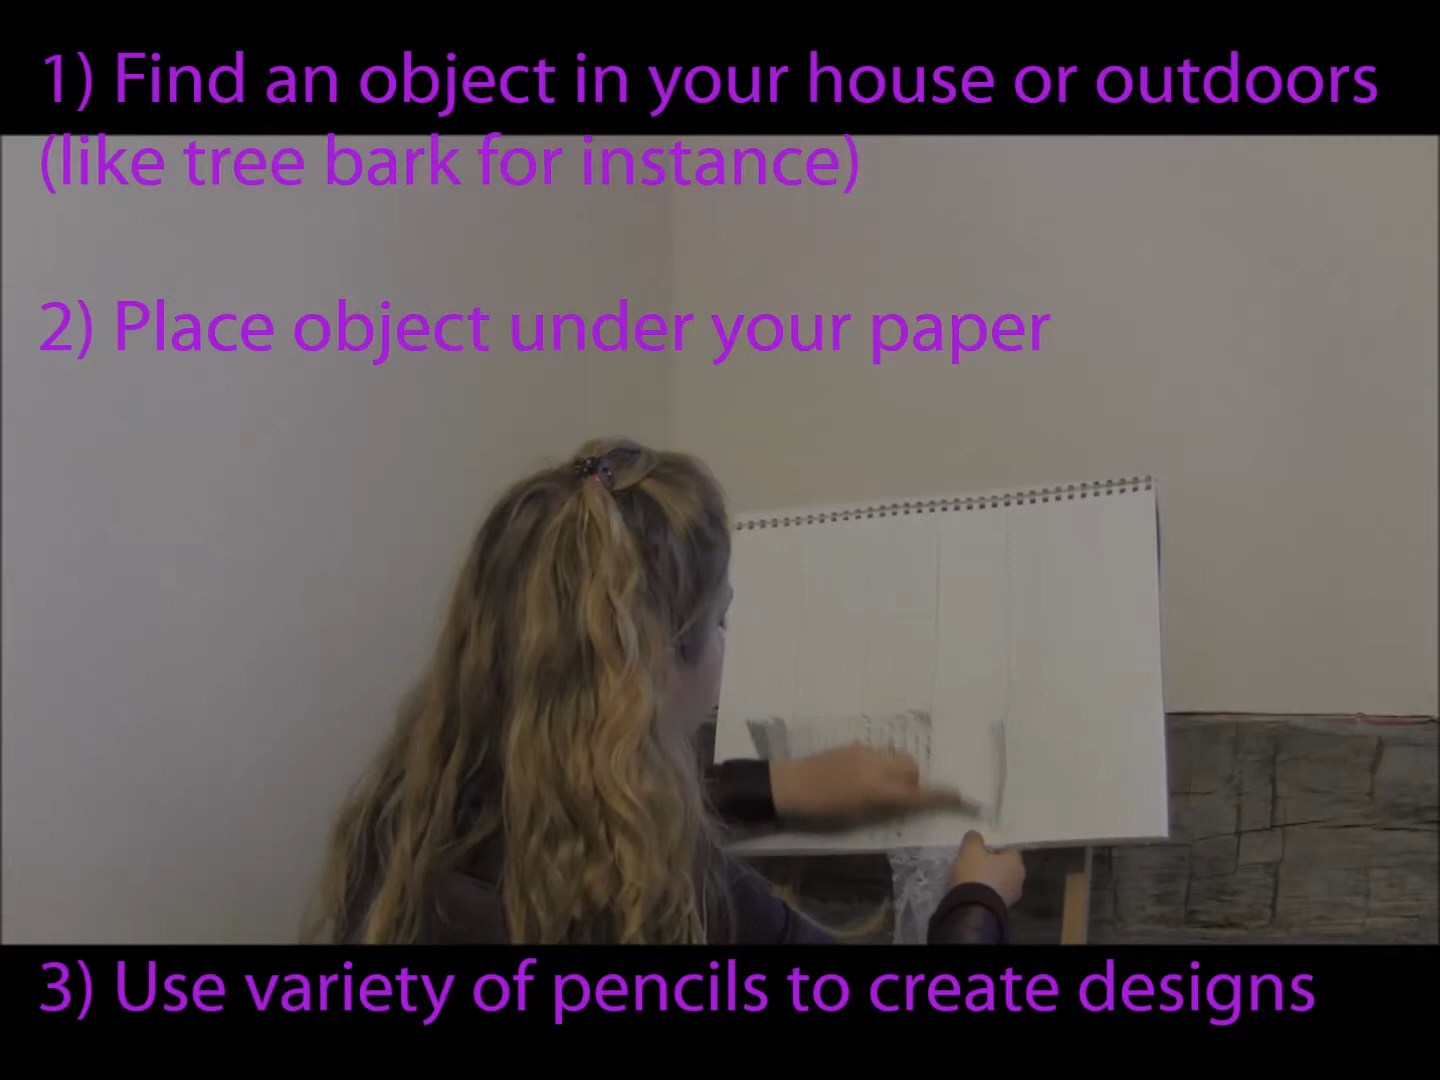 1) Find an object in your house or outdoors
(like tree bark for instance)
2) Place object under your paper
3) Use variety of pencils to create designs